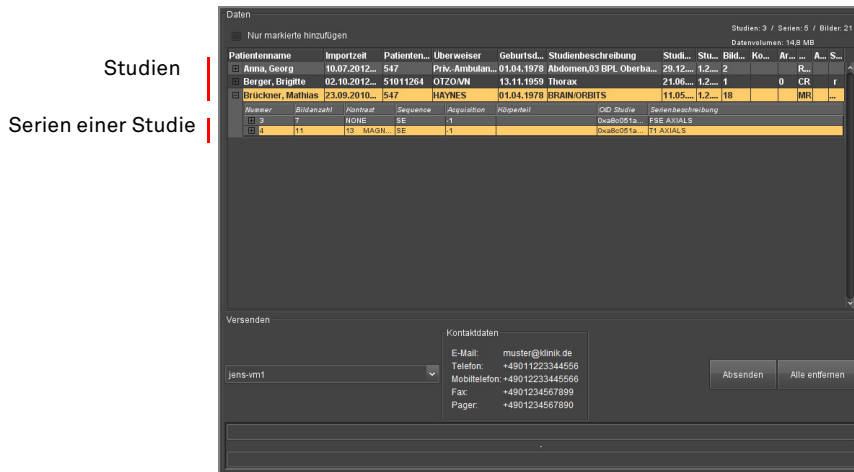 Daten
Nur markierte hinzufügen
Studien: 3 / Serien: 5 / Bilder: 21
Datenvolumen: 14,8 MB
Studien
Patientenname Importzeit Patienten... Überweiser Geburtsd... Studienbeschreibung Studi... Stu... Bild... Ko... Ar... ... A... S...
Anna, Georg 10.07.2012... 547 Priv.-Ambulan... 01.04.1978 Abdomen,03 BPL Oberba... 29.12.... 1.2.... 2 R...
Berger, Brigitte 02.10.2012... 51011264 OTZO/VN 13.11.1959 Thorax 21.06.... 1.2.... 1 0 CR r
Brückner, Mathias 23.09.2010... 547 HAYNES 01.04.1978 BRAIN/ORBITS 11.05.... 1.2.... 18 MR ...
Serien einer Studie
Nummer Bildanzahl Kontrast Sequence Acquisition Körperteil OID Studie Serienbeschreibung
3 7 NONE SE -1 0xa8c051a... FSE AXIALS
4 11 13 MAGN... SE -1 0xa8c051a... T1 AXIALS
Versenden
Kontaktdaten
E-Mail: muster@klinik.de
Telefon: +49011223344556
Mobiltelefon: +49012233445566
Fax: +4901234567899
Pager: +4901234567890
jens-vm1
Absenden Alle entfernen